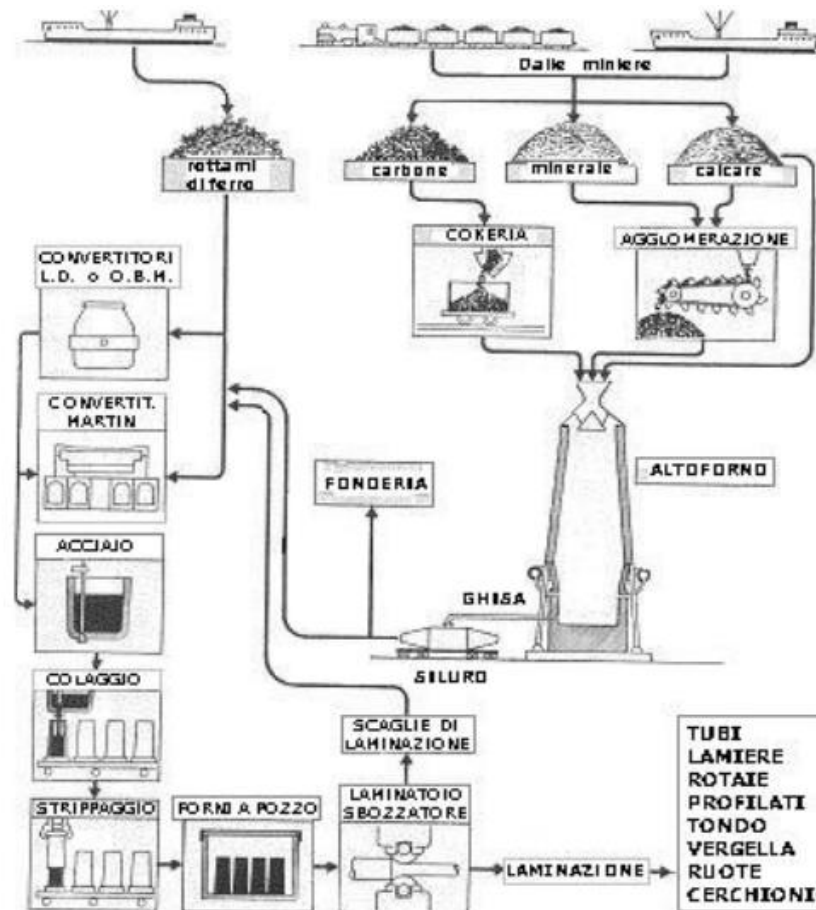 Dalle miniere
rottami
di ferro
carbone
minerale
calcare
COKERIA
AGGLOMERAZIONE
CONVERTITORI
L.D. o O.B.M.
CONVERTIT.
MARTIN
FONDERIA
ALTOFORNO
ACCIAIO
GHISA
SILURO
COLAGGIO
SCAGLIE DI
LAMINAZIONE
STRIPPAGGIO
FORNI A POZZO
LAMINATOIO
SBOZZATORE
LAMINAZIONE
TUBI
LAMIERE
ROTAIE
PROFILATI
TONDO
VERGELLA
RUOTE
CERCHIONI